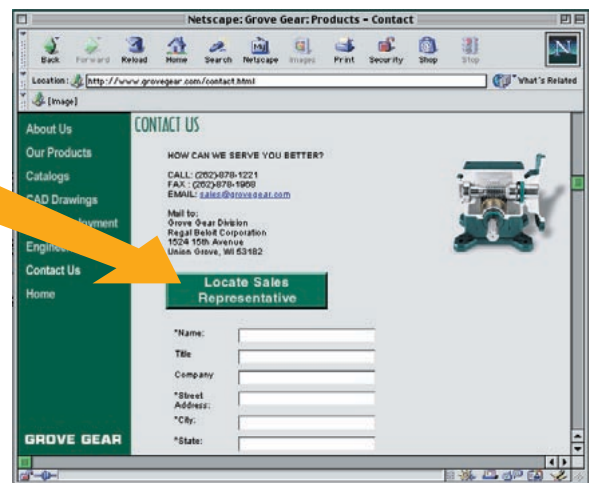 Netscape: Grove Gear: Products - Contact
Back Forward Reload Home Search Netscape Images Print Security Shop Stop
N
Location: http://www.grovegear.com/contact.html What's Related
[Image]
About Us
Our Products
Catalogs
CAD Drawings
Contact Us
Home
GROVE GEAR
CONTACT US
HOW CAN WE SERVE YOU BETTER?
CALL: (262)878-1221
FAX : (262)878-1968
EMAIL: sales@grovegear.com
Mail to:
Grove Gear Division
Regal Beloit Corporation
1524 15th Avenue
Union Grove, WI 53182
Locate Sales
Representative
*Name:
Title
Company
*Street
Address:
*City:
*State: